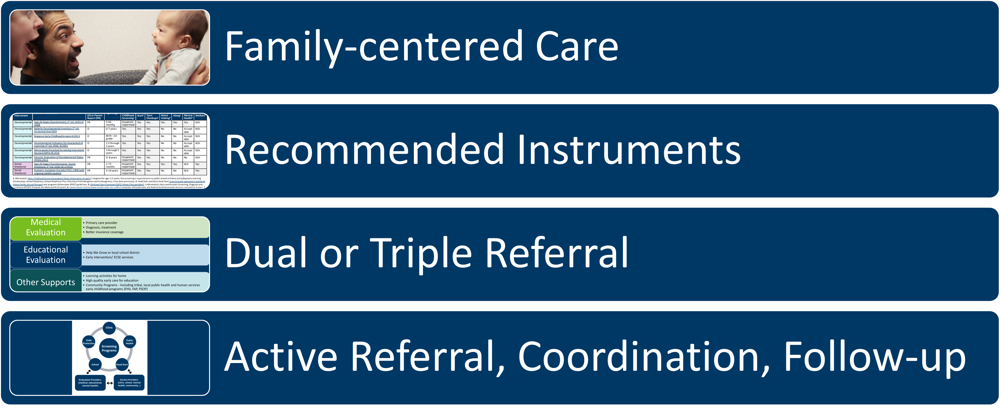 Family-centered Care
Instrument
(O) or Parent Report (PR)
Childhood Screening¹
Start²
Teen Checkups³
Home Visiting⁴
Along⁵
Mental Health⁶
Welfare
Developmental Ages & Stages Questionnaire, 3rd ed. (ASQ-3) 2008 PR 0-66 months As parent report tool Yes Yes Yes Yes Yes N/A
Developmental Battelle Developmental Inventory 3rd ed, Screening Test 2020 O 0-7 years Yes Yes Yes No No Acceptable N/A
Developmental Brigance Early Childhood Screens III 2013 O Birth - 1st grade Yes Yes Yes No No Acceptable N/A
Developmental Developmental Indicators for Assessment of Learning, 4th ed. (DIAL-4) 2011 O 2.5 through 5 years Yes Yes Yes No No Acceptable N/A
Developmental Minneapolis Preschool Screening Instrument, Revised (MPSI-R) 2016 O 3 through 5 years Yes Yes Yes No No Acceptable N/A
Developmental Parents' Evaluation of Developmental Status (PEDS) 2012 PR 0- 8 years As parent report tool Yes Yes No No No N/A
Social-Emotional Ages & Stages Questionnaires: Social-Emotional, 2nd ed. (ASQ:SE-2) 2015 PR 1-72 months As parent report tool Yes Yes Yes Yes N/A Yes
Social Emotional Pediatric Symptom Checklist (PSC) 1998 (with ongoing validity studies) PR 4-16 years As parent report tool Yes Yes No No N/A Yes
1. Minnesota's Early Childhood Screening program (https://education.mn.gov) is targeted for ages 3-4 years; this screening is required prior to public school entrance (including Early Learning
Scholarships, School Readiness, School Readiness Plus, Voluntary Prekindergarten and kindergarten), if not done previously. 2. Head Start and Early Head Start screening and assessment standards
(https://eclkc.ohs.acf.hhs.gov) and programs follow state EPSDT guidelines. 3. Child and Teen Checkups (C&TC) (https://mn.gov/dhs/) is Minnesota's Early and Periodic Screening, Diagnosis and
Treatment (EPSDT) Program for Medicaid (0-20 years). 4. Family Home Visiting (www.health.state.mn.us/fhv/) programs (through state and federal funding) provide services, prenatal to 3 years.
Recommended Instruments
Medical
Evaluation
• Primary care provider
• Diagnosis, treatment
• Better insurance coverage
Educational
Evaluation
• Help Me Grow or local school district
• Early intervention/ ECSE services
Other Supports
• Learning activities for home
• High quality early care for education
• Community Programs - Including tribal, local public health and human services
early childhood programs (FHV, FAP, PSOP)
Dual or Triple Referral
Clinic
Child
Protection
Public
Health
Screening
Programs
School
Head Start
Evaluation Providers
(medical, educational,
mental health)
Service Providers
(clinic, school, mental
health, community...)
Active Referral, Coordination, Follow-up